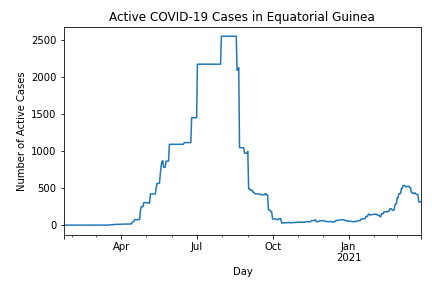 Active COVID-19 Cases in Equatorial Guinea
Number of Active Cases
2500
2000
1500
1000
500
0
Apr
Jul
Oct
Jan
2021
Day